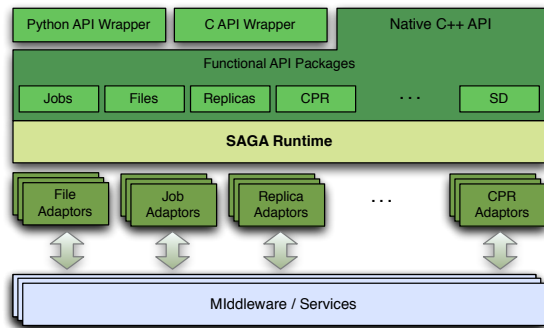 Python API Wrapper
C API Wrapper
Native C++ API
Functional API Packages
Jobs
Files
Replicas
CPR
. . .
SD
SAGA Runtime
File
Adaptors
Job
Adaptors
Replica
Adaptors
. . .
CPR
Adaptors
MIddleware / Services